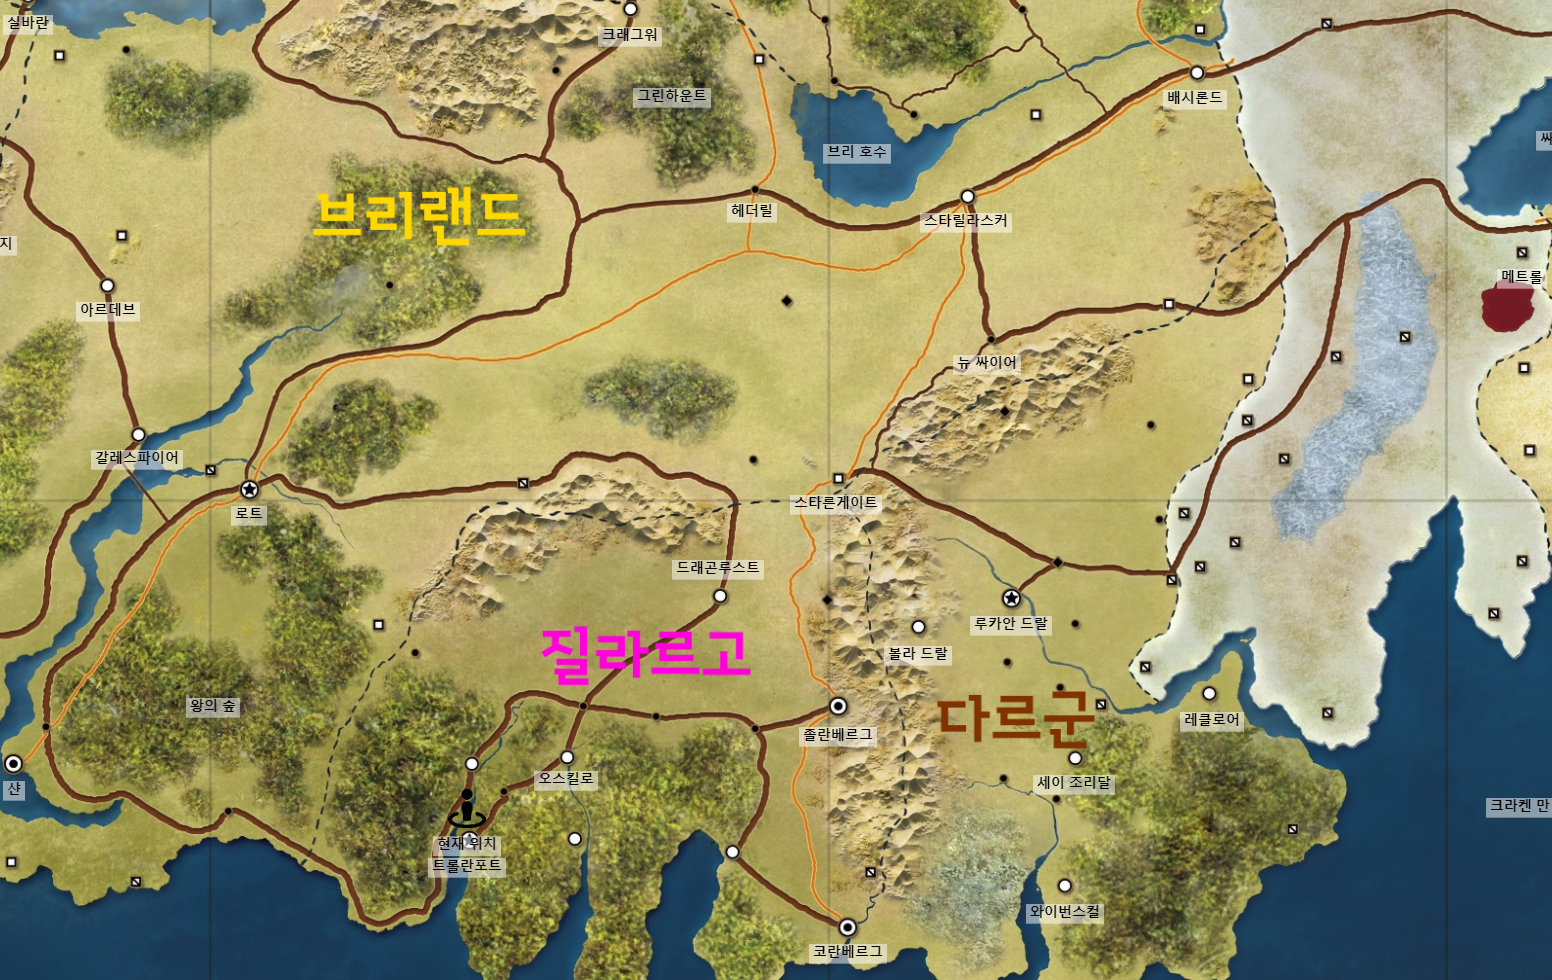 실바란
크래그워
그린하운트
배시론드
브리 호수
싸
브리랜드
헤더릴
스타릴라스커
지
메트롤
아르데브
뉴 싸이어
갈레스파이어
로트
스타른게이트
드래곤루스트
루카안 드랄
볼라 드랄
질라르고
왕의 숲
다르군
졸란베르그
레클로어
샨
오스킬로
세이 조리달
크라켄 만
현재 위치
트롤란포트
와이번스컬
코란베르그